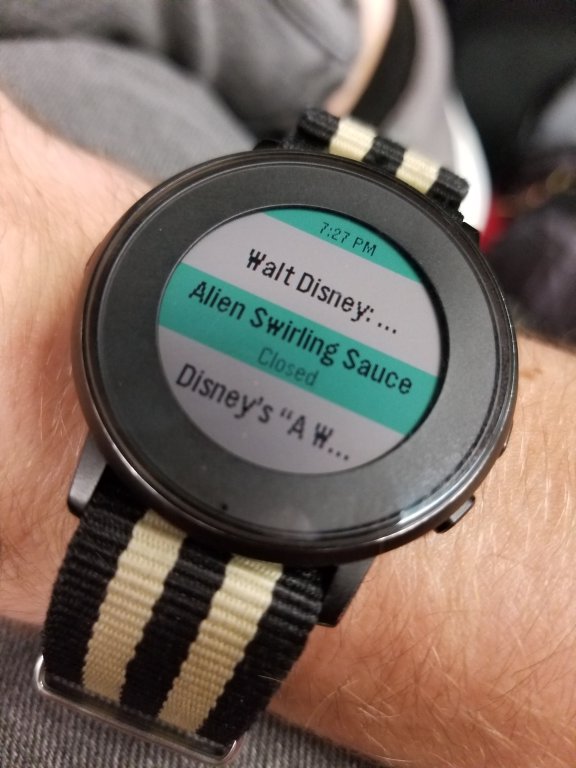 7:27 PM
Walt Disney: ...
Alien Swirling Sauce
Closed
Disney's "A W...